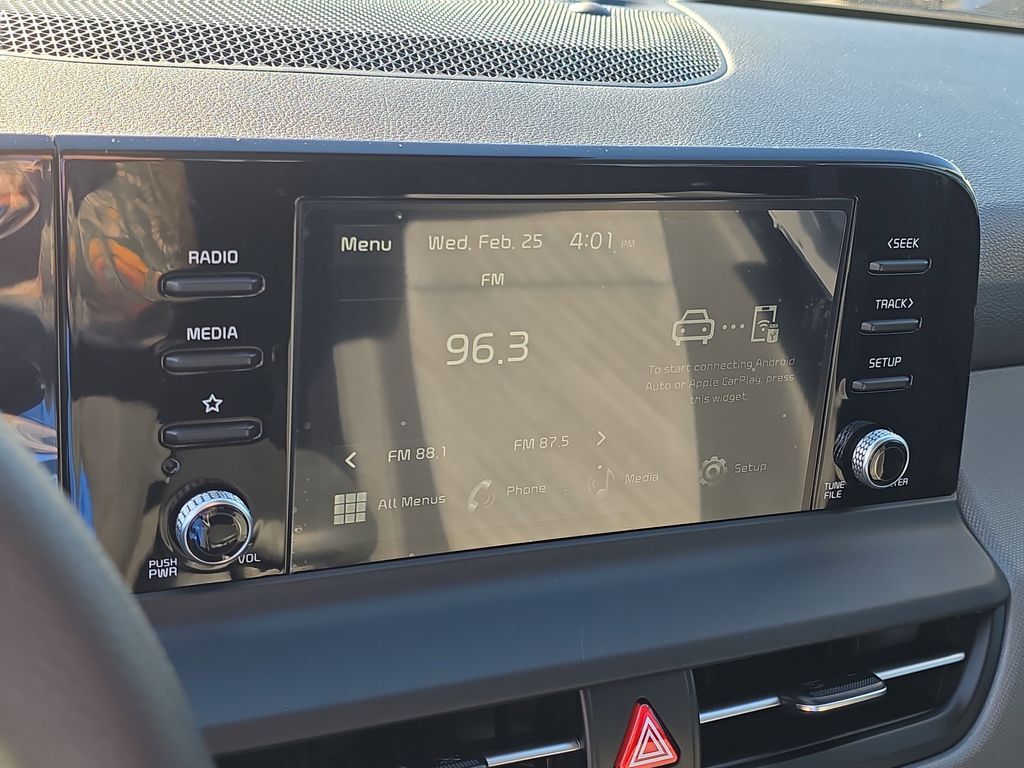 RADIO
MEDIA
PUSH
PWR
VOL
Menu
Wed, Feb, 25
4:01 PM
FM
96.3
To start connecting Android
Auto or Apple CarPlay, press
this widget.
FM 88.1
FM 87.5
All Menus
Phone
Media
Setup
<SEEK
TRACK>
SETUP
TUNE
FILE